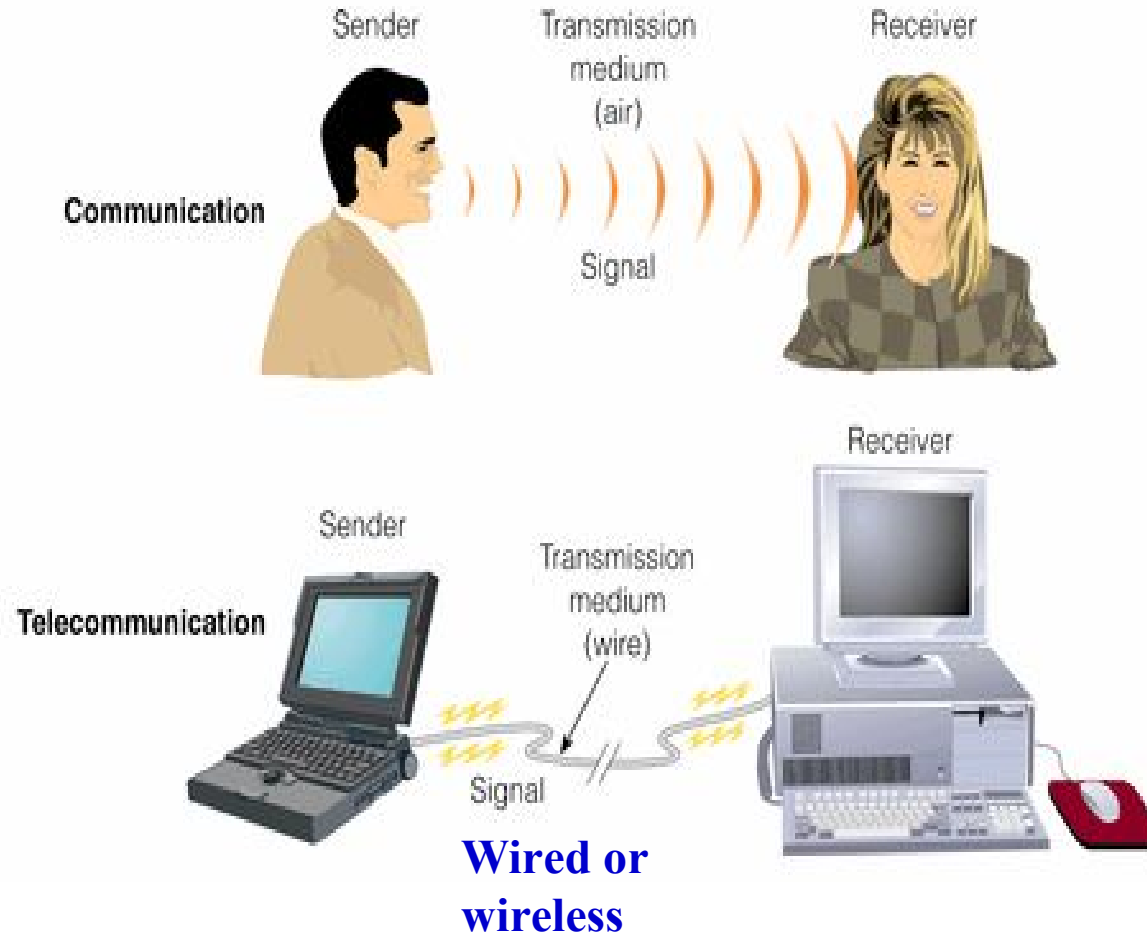 Sender
Transmission
medium
(air)
Receiver
Communication
Signal
Receiver
Sender
Transmission
medium
(wire)
Telecommunication
Signal
Wired or
wireless